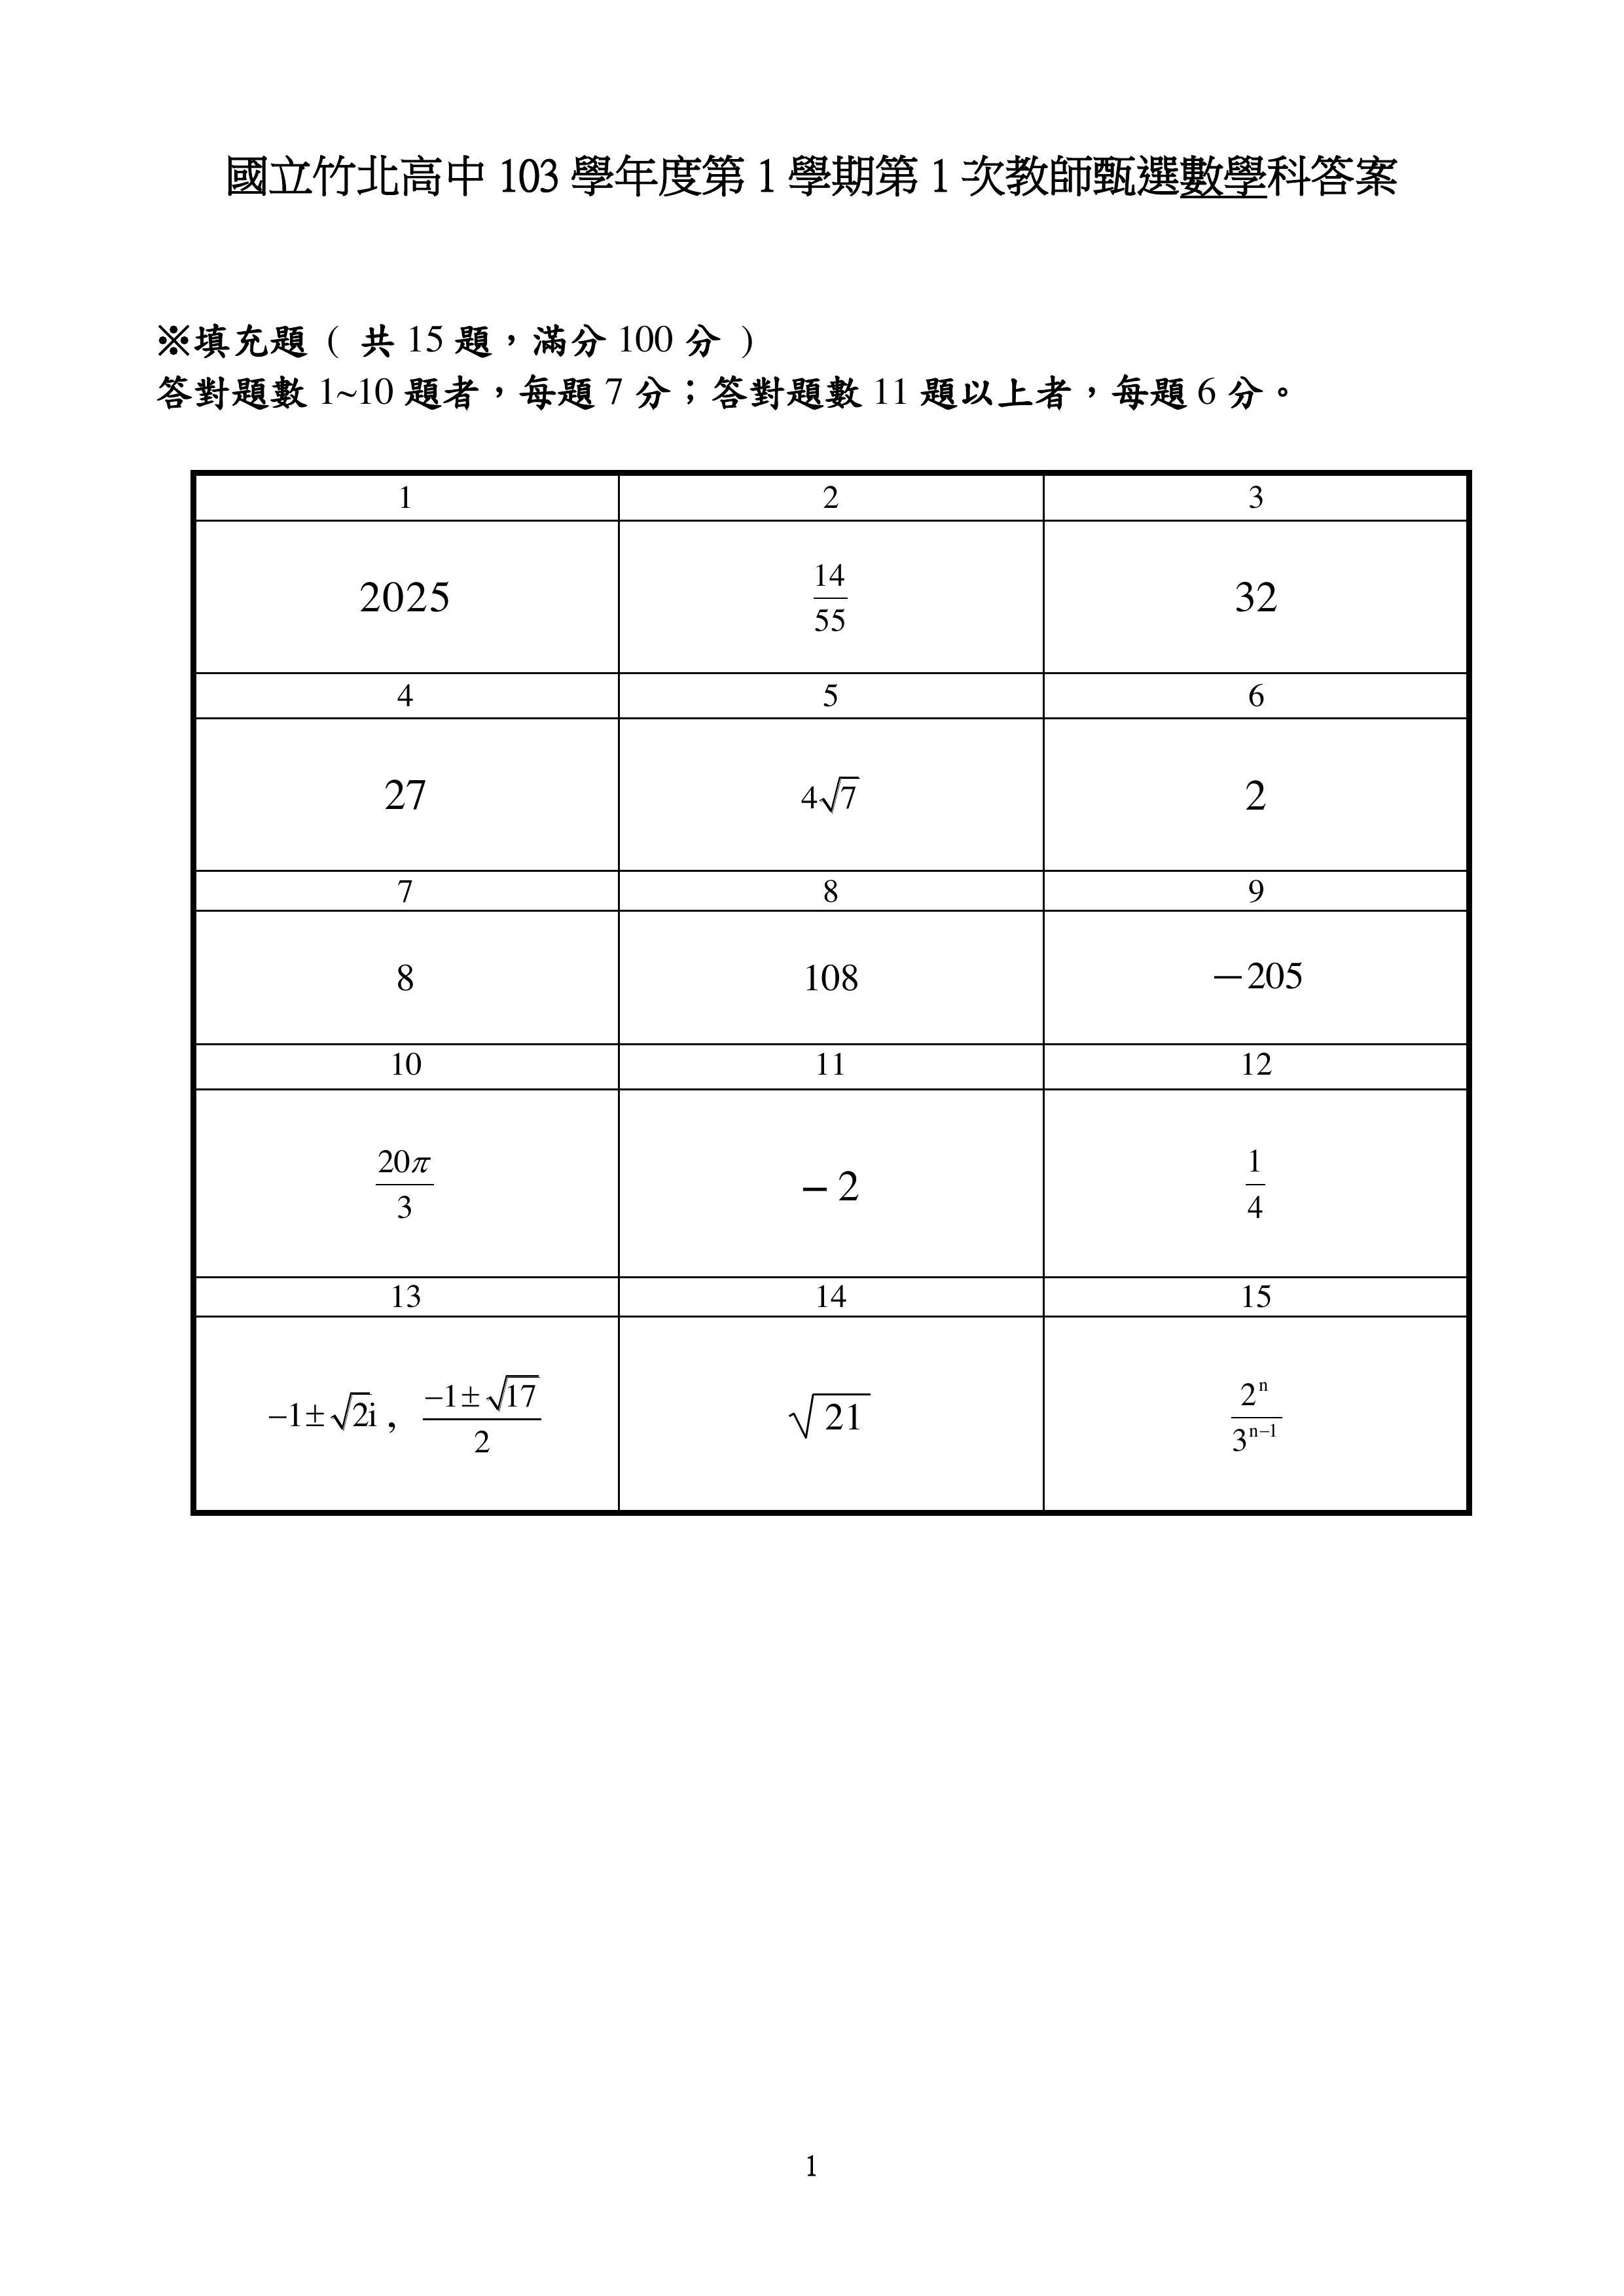 國立竹北高中 103 學年度第 1 學期第 1 次教師甄選數學科答案
※填充題 ( 共 15 題，滿分 100 分 )
答對題數 1~10 題者，每題 7 分；答對題數 11 題以上者，每題 6 分。
1 2 3
2025 $\frac{14}{55}$ 32
4 5 6
27 $4\sqrt{7}$ 2
7 8 9
8 108 －205
10 11 12
$\frac{20\pi}{3}$ －2 $\frac{1}{4}$
13 14 15
$-1\pm\sqrt{2}i$ , $\frac{-1\pm\sqrt{17}}{2}$ $\sqrt{21}$ $\frac{2^{n}}{3^{n-1}}$
1